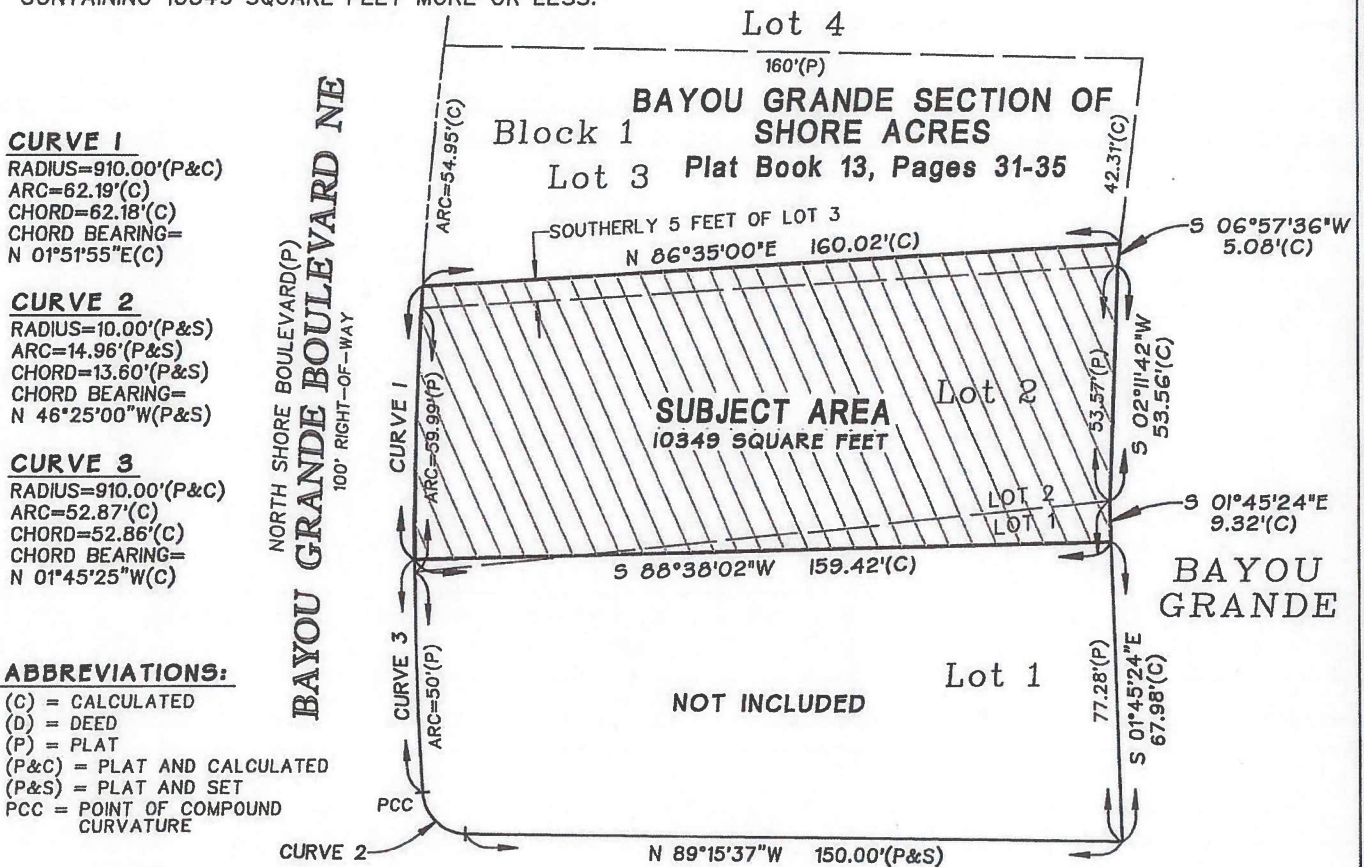 CONTAINING 10349 SQUARE FEET MORE OR LESS.
Lot 4
160'(P)
BAYOU GRANDE SECTION OF
SHORE ACRES
Plat Book 13, Pages 31-35
Block 1
Lot 3
ARC=54.95'(C)
42.31'(C)
SOUTHERLY 5 FEET OF LOT 3
N 86°35'00"E 160.02'(C)
S 06°57'36"W
5.08'(C)
CURVE 1
RADIUS=910.00'(P&C)
ARC=62.19'(C)
CHORD=62.18'(C)
CHORD BEARING=
N 01°51'55"E(C)
CURVE 2
RADIUS=10.00'(P&S)
ARC=14.96'(P&S)
CHORD=13.60'(P&S)
CHORD BEARING=
N 46°25'00"W(P&S)
CURVE 3
RADIUS=910.00'(P&C)
ARC=52.87'(C)
CHORD=52.86'(C)
CHORD BEARING=
N 01°45'25"W(C)
NORTH SHORE BOULEVARD(P)
BAYOU GRANDE BOULEVARD NE
100' RIGHT-OF-WAY
CURVE 1
ARC=59.99'(P)
SUBJECT AREA
10349 SQUARE FEET
Lot 2
53.57'(P)
S 02°11'42"W
53.56'(C)
LOT 2
LOT 1
S 01°45'24"E
9.32'(C)
S 88°38'02"W 159.42'(C)
BAYOU
GRANDE
CURVE 3
ARC=50'(P)
Lot 1
NOT INCLUDED
77.28'(P)
S 01°45'24"E
67.98'(C)
PCC
CURVE 2
N 89°15'37"W 150.00'(P&S)
ABBREVIATIONS:
(C) = CALCULATED
(D) = DEED
(P) = PLAT
(P&C) = PLAT AND CALCULATED
(P&S) = PLAT AND SET
PCC = POINT OF COMPOUND
CURVATURE